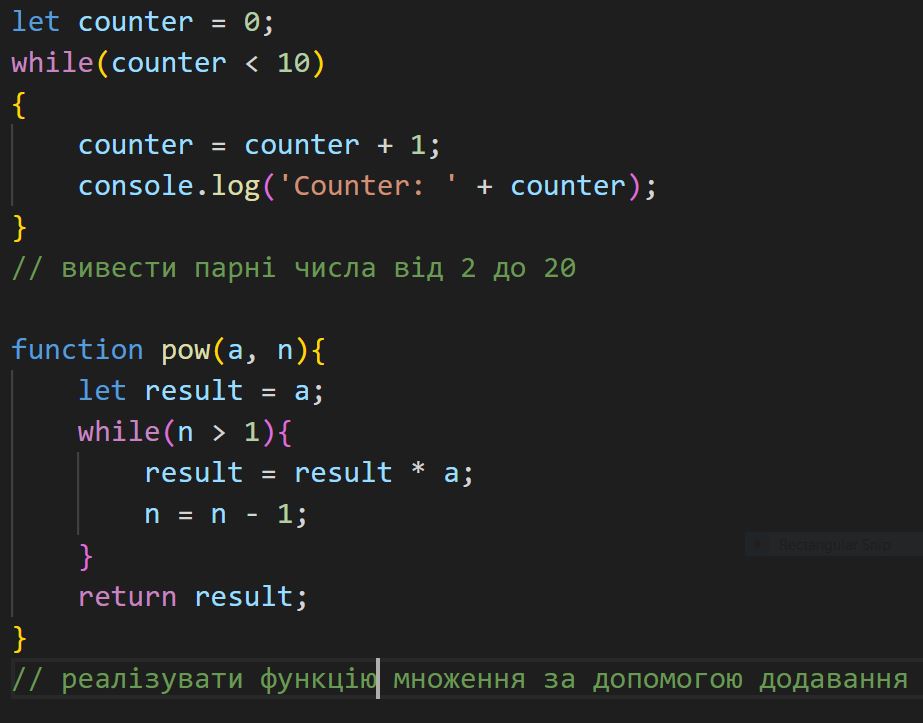 let counter = 0;
while(counter < 10)
{
    counter = counter + 1;
    console.log('Counter: ' + counter);
}
// вивести парні числа від 2 до 20

function pow(a, n){
    let result = a;
    while(n > 1){
        result = result * a;
        n = n - 1;
    }
    return result;
}
// реалізувати функцію множення за допомогою додавання
Rectangular Snip